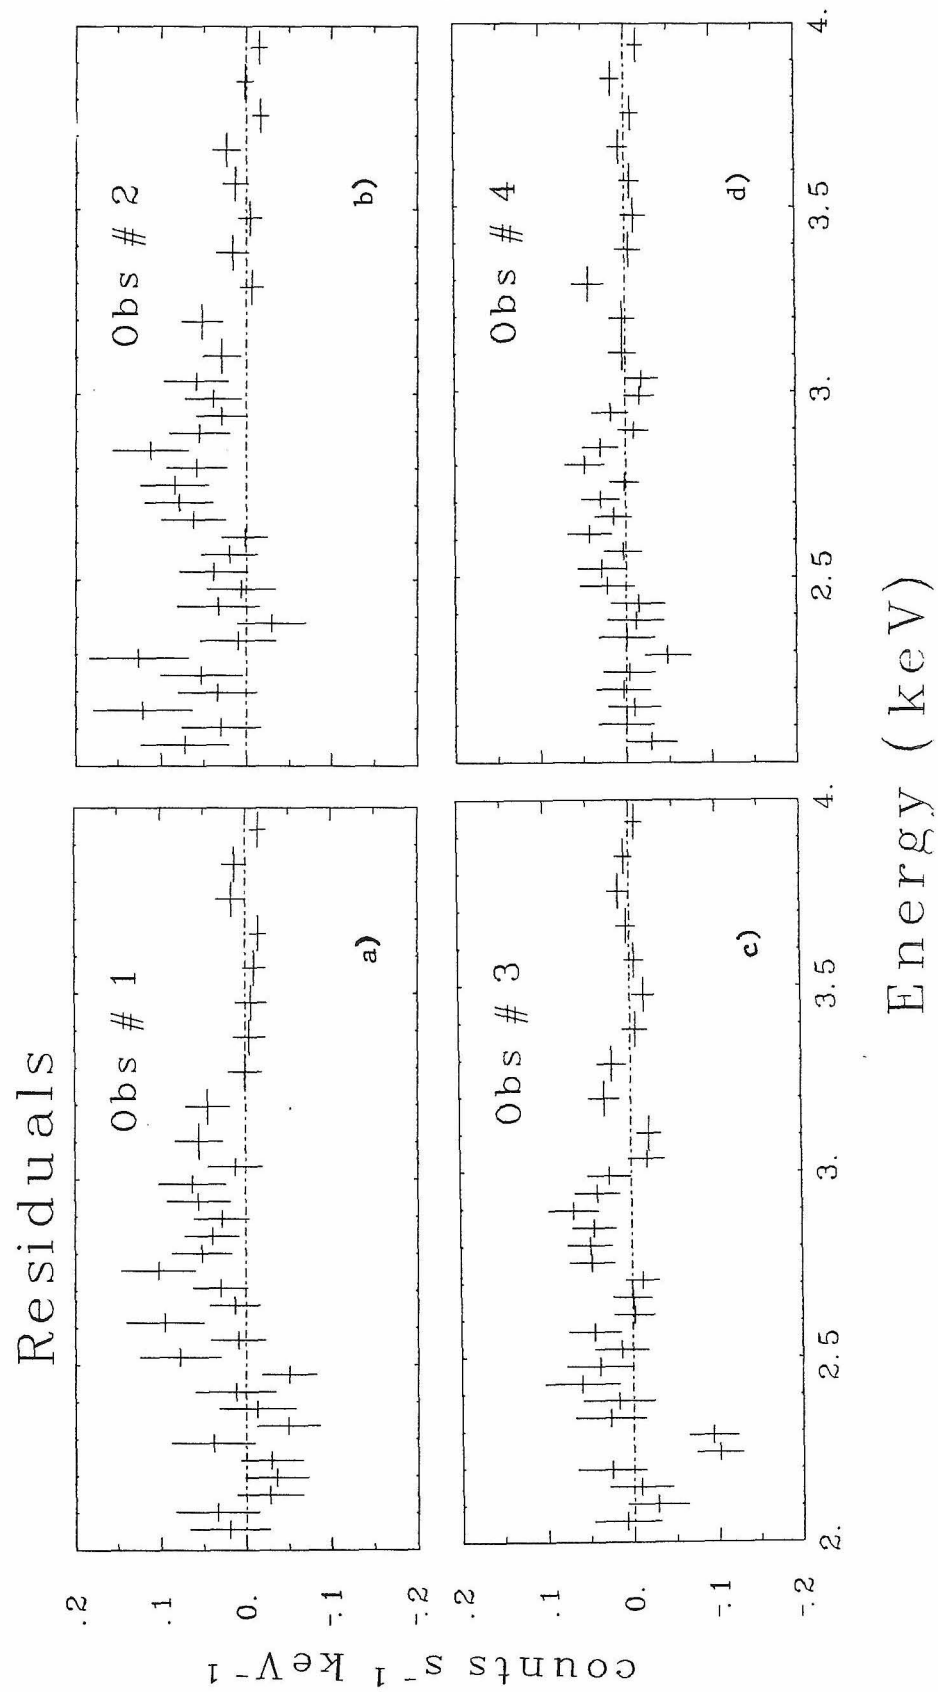 Residuals
Obs # 1
a)
Obs # 2
b)
Obs # 3
c)
Obs # 4
d)
.2
.1
0.
-.1
-.2
.2
.1
0.
-.1
-.2
counts s⁻¹ keV⁻¹
2.
2.5
3.
3.5
4.
2.5
3.
3.5
4.
Energy (keV)